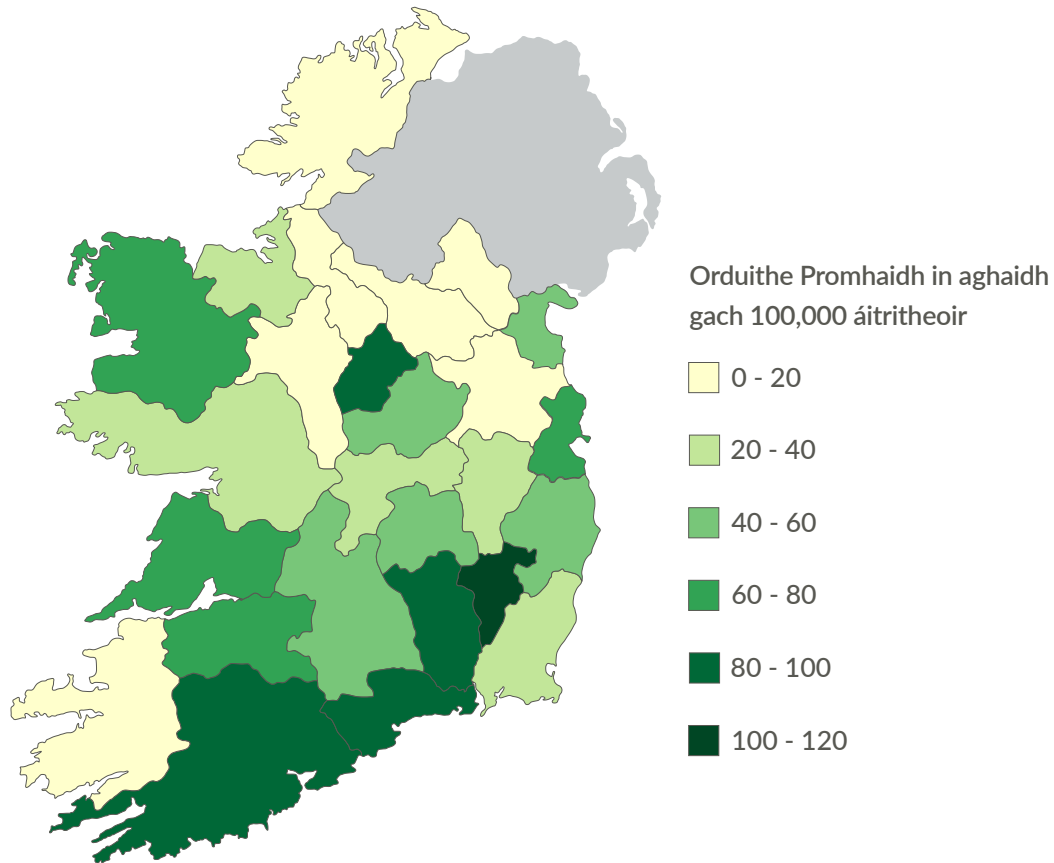 Orduithe Promhaidh in aghaidh
gach 100,000 áitritheoir
0 - 20
20 - 40
40 - 60
60 - 80
80 - 100
100 - 120